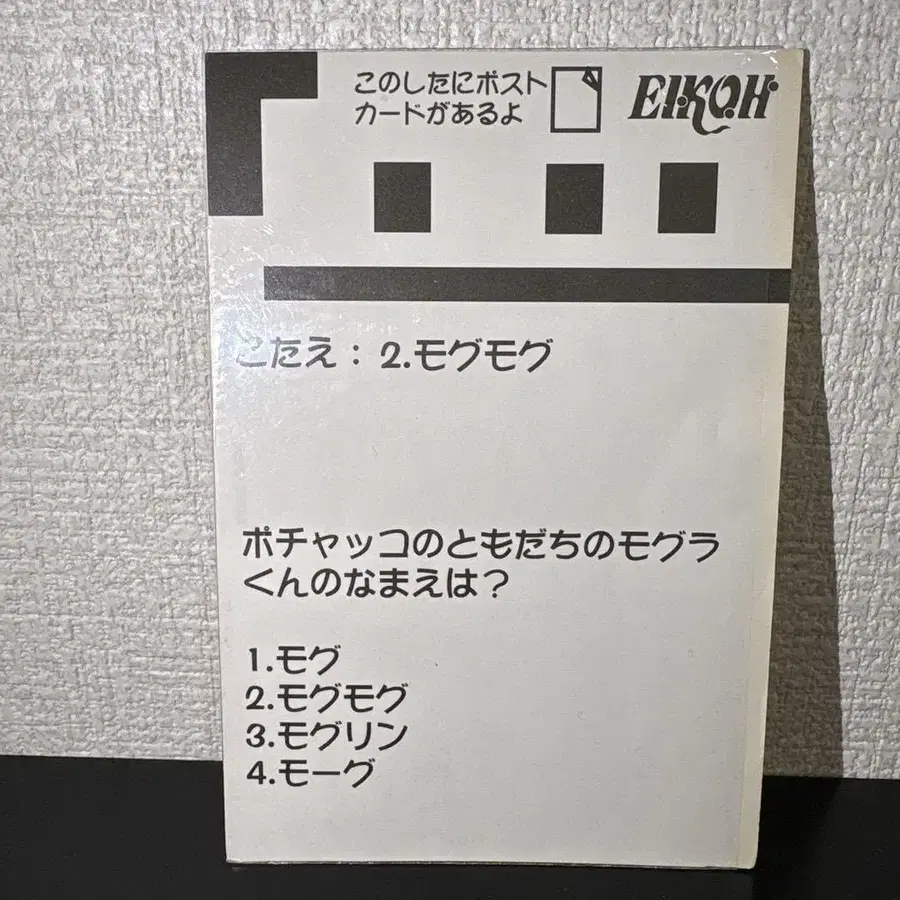 このしたにポスト
カードがあるよ
EIKOH
こたえ：2.モグモグ
ポチャッコのともだちのモグラ
くんのなまえは？
1.モグ
2.モグモグ
3.モグリン
4.モーグ